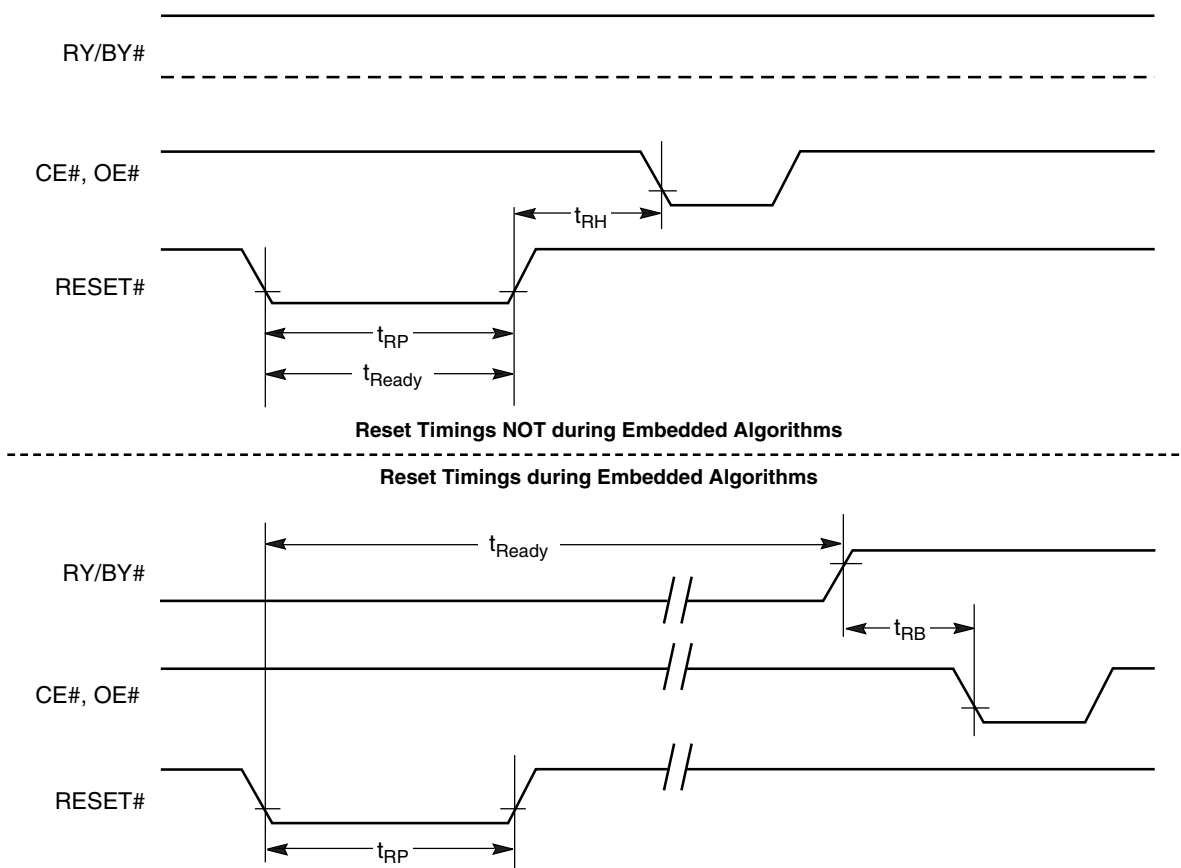 RY/BY#
CE#, OE#
tRH
RESET#
tRP
tReady
Reset Timings NOT during Embedded Algorithms
Reset Timings during Embedded Algorithms
tReady
RY/BY#
tRB
CE#, OE#
RESET#
tRP